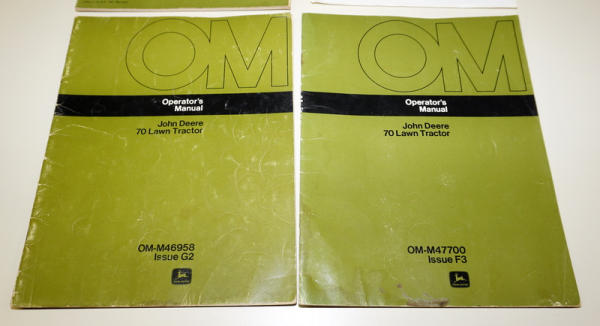 OM
Operator's
Manual
John Deere
70 Lawn Tractor
OM-M46958
Issue G2
OM
Operator's
Manual
John Deere
70 Lawn Tractor
OM-M47700
Issue F3